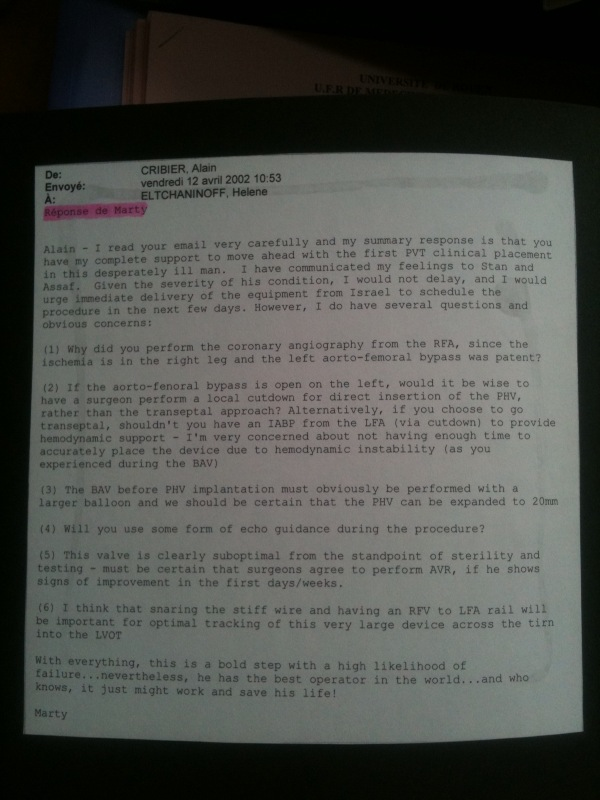 UNIVERSITE
U.F.R DE MEDEC
De: CRIBIER, Alain
Envoyé: vendredi 12 avril 2002 10:53
À: ELTCHANINOFF, Helene
Réponse de Marty
Alain - I read your email very carefully and my summary response is that you
have my complete support to move ahead with the first PVT clinical placement
in this desperately ill man. I have communicated my feelings to Stan and
Assaf. Given the severity of his condition, I would not delay, and I would
urge immediate delivery of the equipment from Israel to schedule the
procedure in the next few days. However, I do have several questions and
obvious concerns:
(1) Why did you perform the coronary angiography from the RFA, since the
ischemia is in the right leg and the left aorto-femoral bypass was patent?
(2) If the aorto-fenoral bypass is open on the left, would it be wise to
have a surgeon perform a local cutdown for direct insertion of the PHV,
rather than the transeptal approach? Alternatively, if you choose to go
transeptal, shouldn't you have an IABP from the LFA (via cutdown) to provide
hemodynamic support - I'm very concerned about not having enough time to
accurately place the device due to hemodynamic instability (as you
experienced during the BAV)
(3) The BAV before PHV implantation must obviously be performed with a
larger balloon and we should be certain that the PHV can be expanded to 20mm
(4) Will you use some form of echo guidance during the procedure?
(5) This valve is clearly suboptimal from the standpoint of sterility and
testing - must be certain that surgeons agree to perform AVR, if he shows
signs of improvement in the first days/weeks.
(6) I think that snaring the stiff wire and having an RFV to LFA rail will
be important for optimal tracking of this very large device across the tirn
into the LVOT
With everything, this is a bold step with a high likelihood of
failure...nevertheless, he has the best operator in the world...and who
knows, it just might work and save his life!
Marty